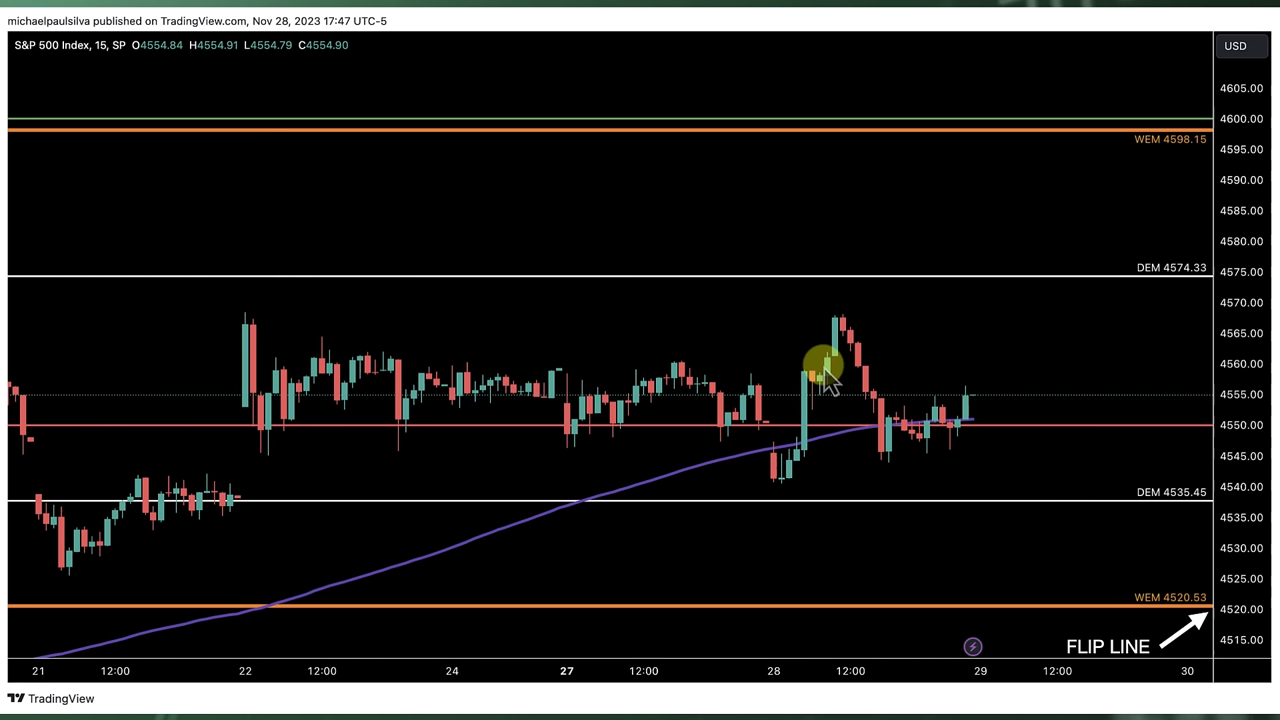 michaelpaulsilva published on TradingView.com, Nov 28, 2023 17:47 UTC-5
S&P 500 Index, 15, SP O4554.84 H4554.91 L4554.79 C4554.90
USD
4605.00
4600.00
WEM 4598.15
4595.00
4590.00
4585.00
4580.00
DEM 4574.33
4575.00
4570.00
4565.00
4560.00
4555.00
4550.00
4545.00
4540.00
DEM 4535.45
4535.00
4530.00
4525.00
WEM 4520.53
4520.00
4515.00
FLIP LINE
21 12:00 22 12:00 24 27 12:00 28 12:00 29 12:00 30
TradingView